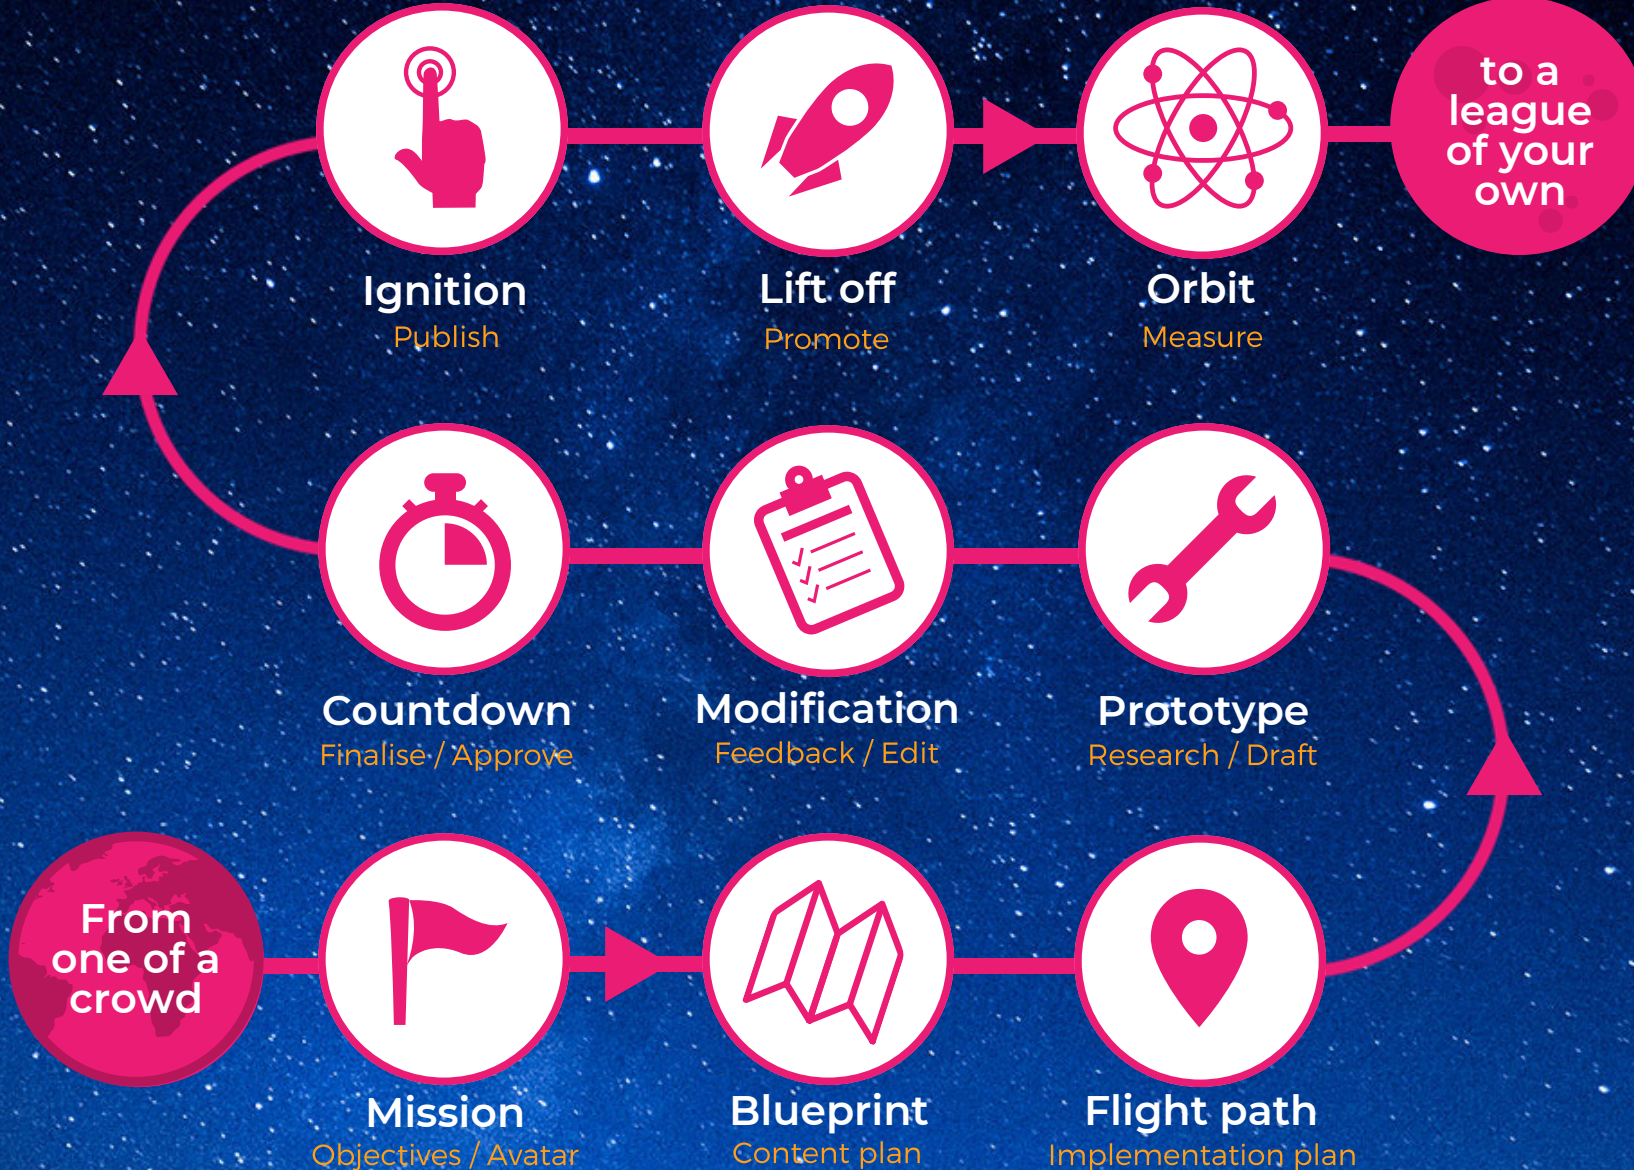 to a
league
of your
own
Ignition
Publish
Lift off
Promote
Orbit
Measure
Countdown
Finalise / Approve
Modification
Feedback / Edit
Prototype
Research / Draft
From
one of a
crowd
Mission
Objectives / Avatar
Blueprint
Content plan
Flight path
Implementation plan